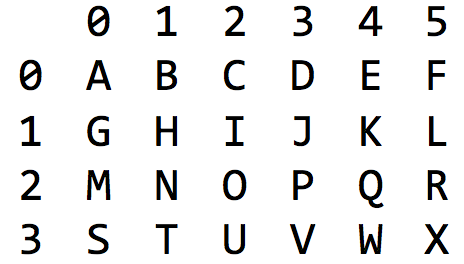 0 1 2 3 4 5
0 A B C D E F
1 G H I J K L
2 M N O P Q R
3 S T U V W X